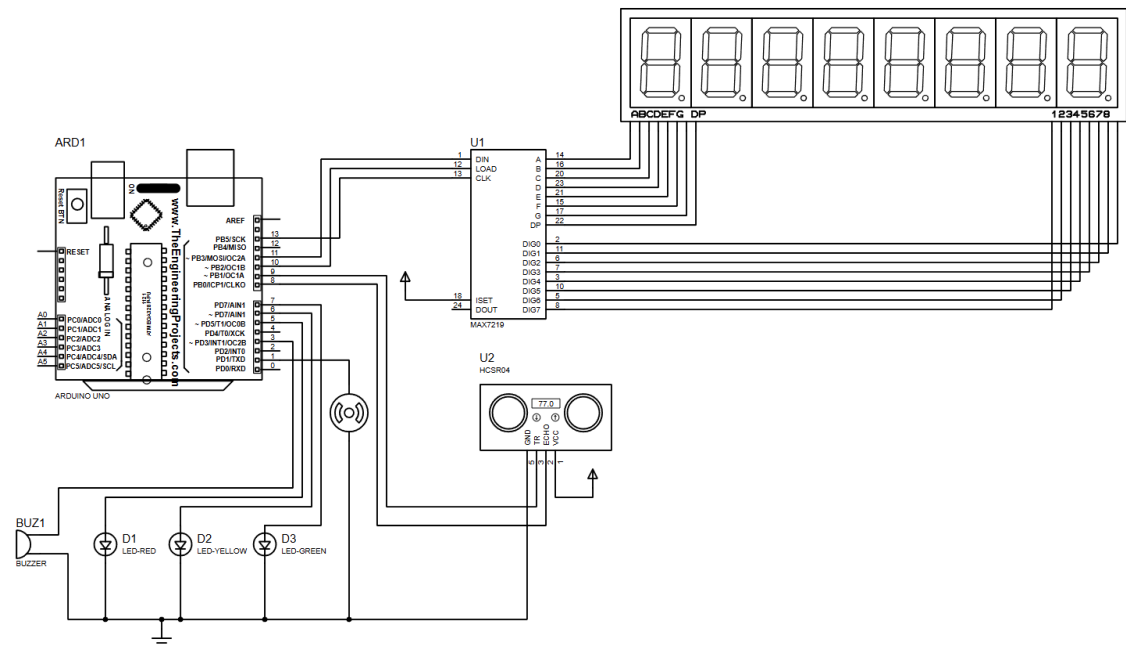 ABCDEFG DP
12345678
ARD1
Reset BTN
ON
www.TheEngineeringProjects.com
ANALOG IN
RESET
AREF
PB5/SCK 13
PB4/MISO 12
~ PB3/MOSI/OC2A 11
~ PB2/OC1B 10
~ PB1/OC1A 9
PB0/ICP1/CLKO 8
PD7/AIN1 7
~ PD7/AIN1 6
~ PD5/T1/OC0B 5
PD4/T0/XCK 4
~ PD3/INT1/OC2B 3
PD2/INT0 2
PD1/TXD 1
PD0/RXD 0
A0 PC0/ADC0
A1 PC1/ADC1
A2 PC2/ADC2
A3 PC3/ADC3
A4 PC4/ADC4/SDA
A5 PC5/ADC5/SCL
ARDUINO UNO
U1
1 DIN
12 LOAD
13 CLK
18 ISET
24 DOUT
A 14
B 16
C 20
D 23
E 21
F 15
G 17
DP 22
DIG0 2
DIG1 11
DIG2 6
DIG3 7
DIG4 3
DIG5 10
DIG6 5
DIG7 8
MAX7219
U2
HCSR04
77.0
GND
TR
ECHO
VCC
5
3
2
1
BUZ1
BUZZER
D1
LED-RED
D2
LED-YELLOW
D3
LED-GREEN